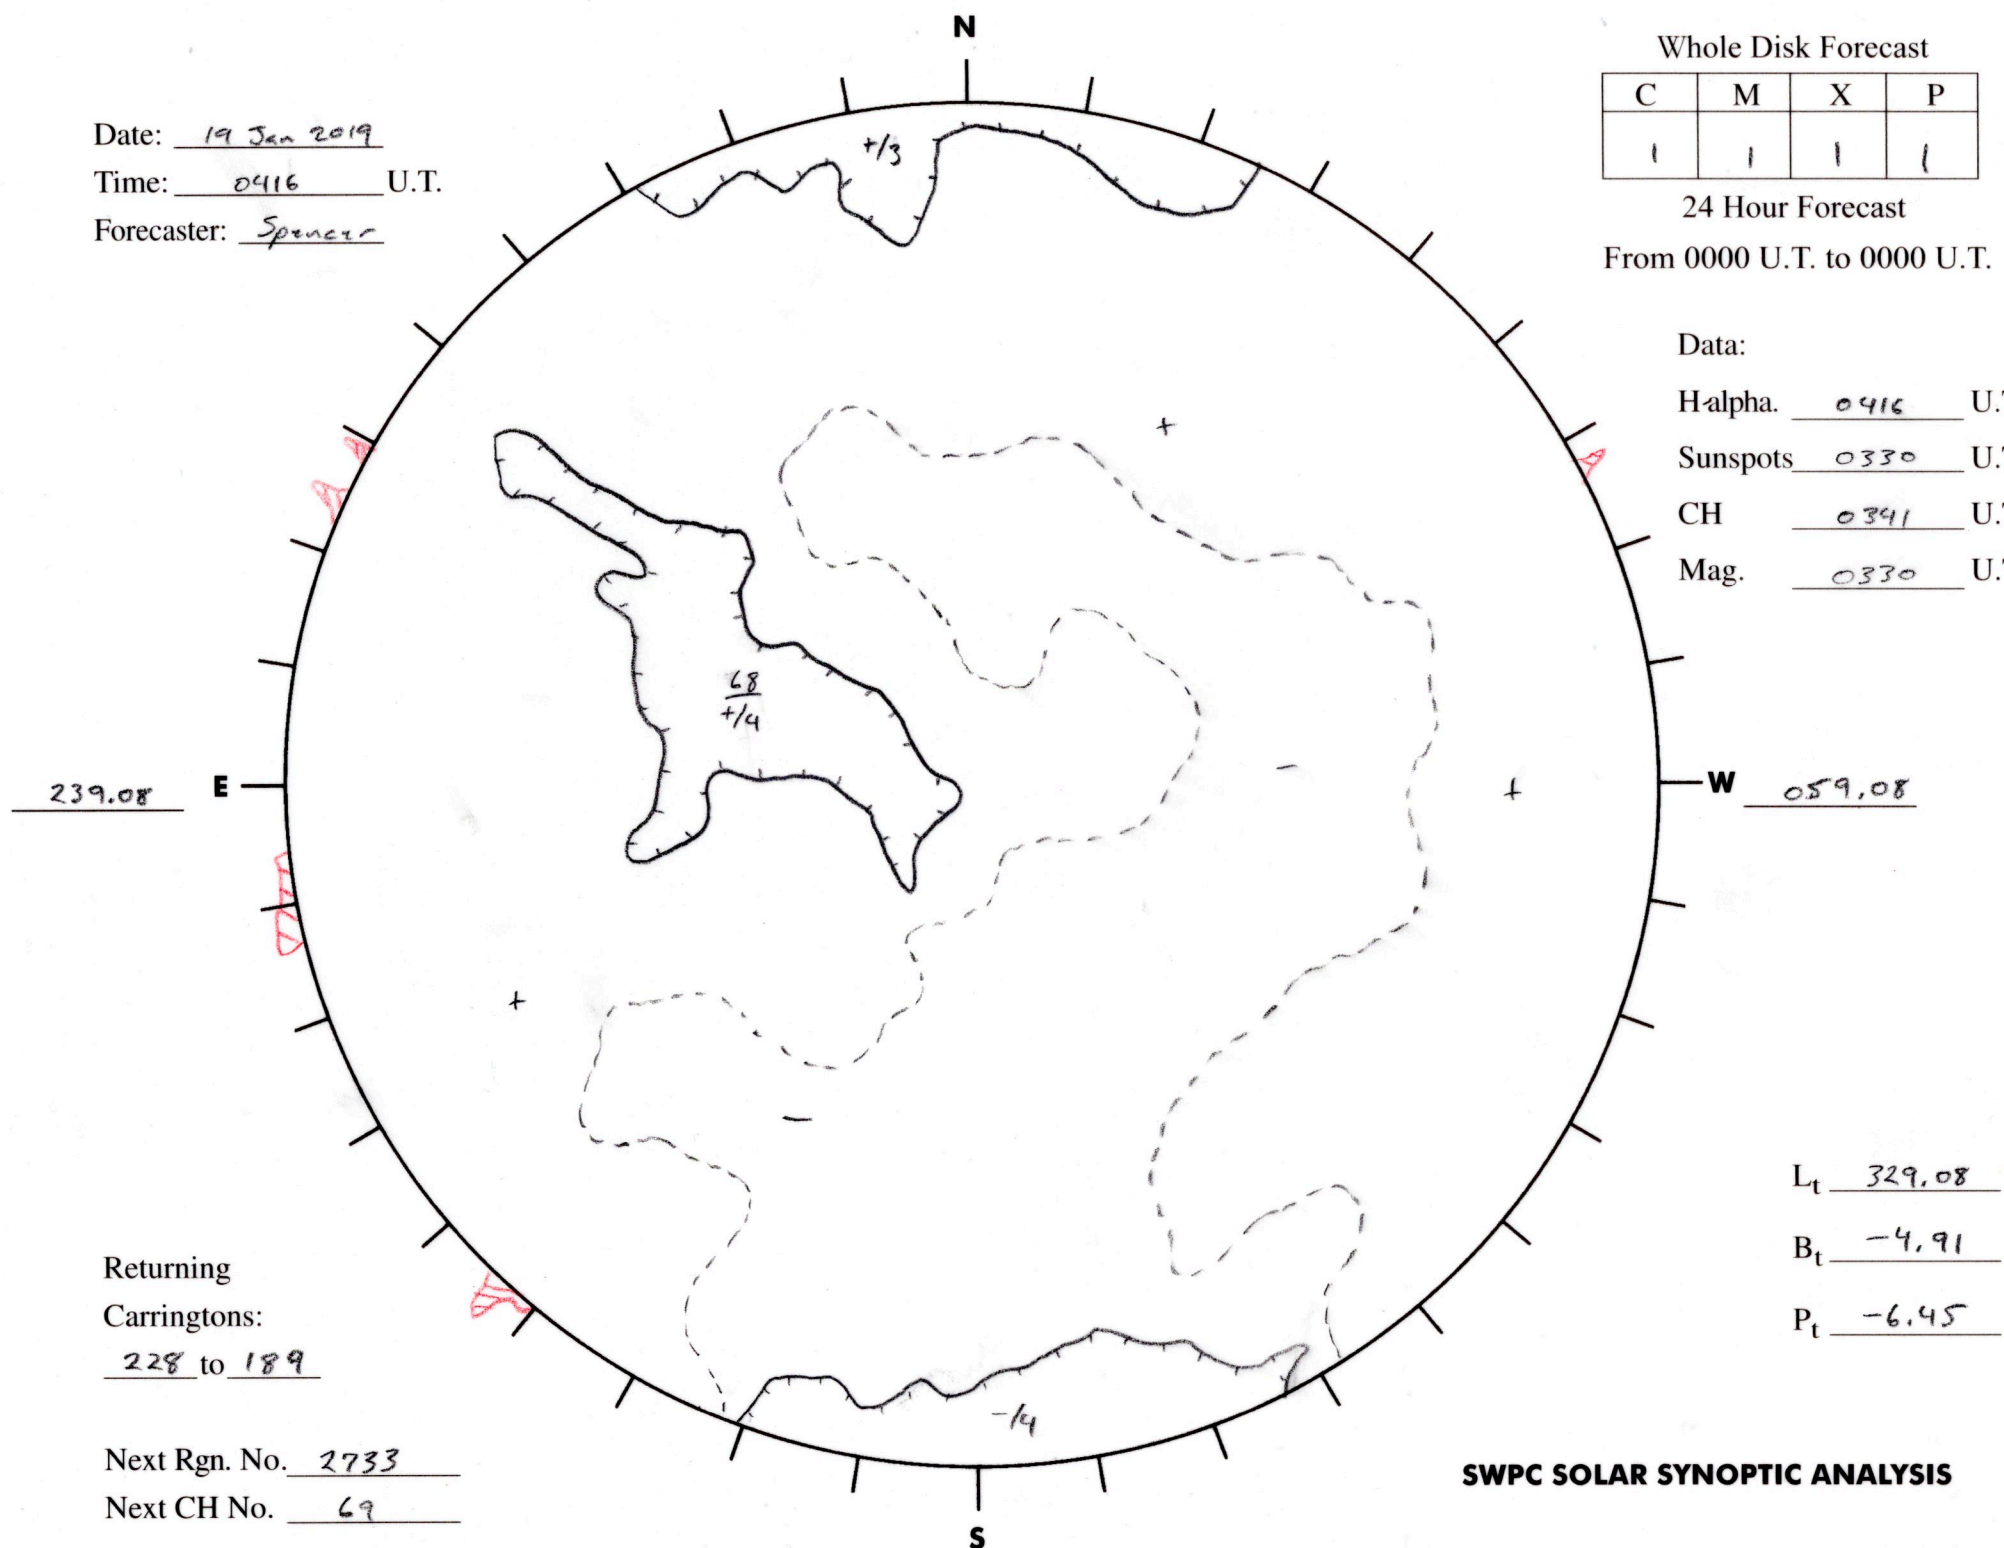 N
Whole Disk Forecast
C M X P
1 1 1 1
24 Hour Forecast
From 0000 U.T. to 0000 U.T.
Date: 19 Jan 2019
Time: 0416 U.T.
Forecaster: Spencer
+/3
Data:
H-alpha. 0416 U.T
Sunspots 0330 U.T
CH 0341 U.T
Mag. 0330 U.T
+
68
+/4
239.08 E
-
+
W 059.08
+
-
Lt 329.08
Bt -4.91
Pt -6.45
Returning
Carringtons:
228 to 189
-/4
Next Rgn. No. 2733
Next CH No. 69
SWPC SOLAR SYNOPTIC ANALYSIS
S